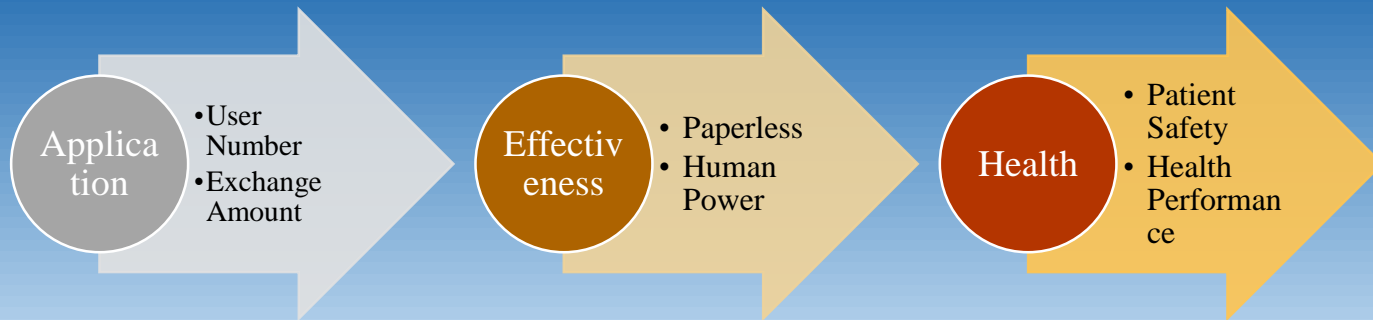 Applica
tion
•User
Number
•Exchange
Amount
Effectiv
eness
• Paperless
• Human
Power
Health
• Patient
Safety
• Health
Performan
ce